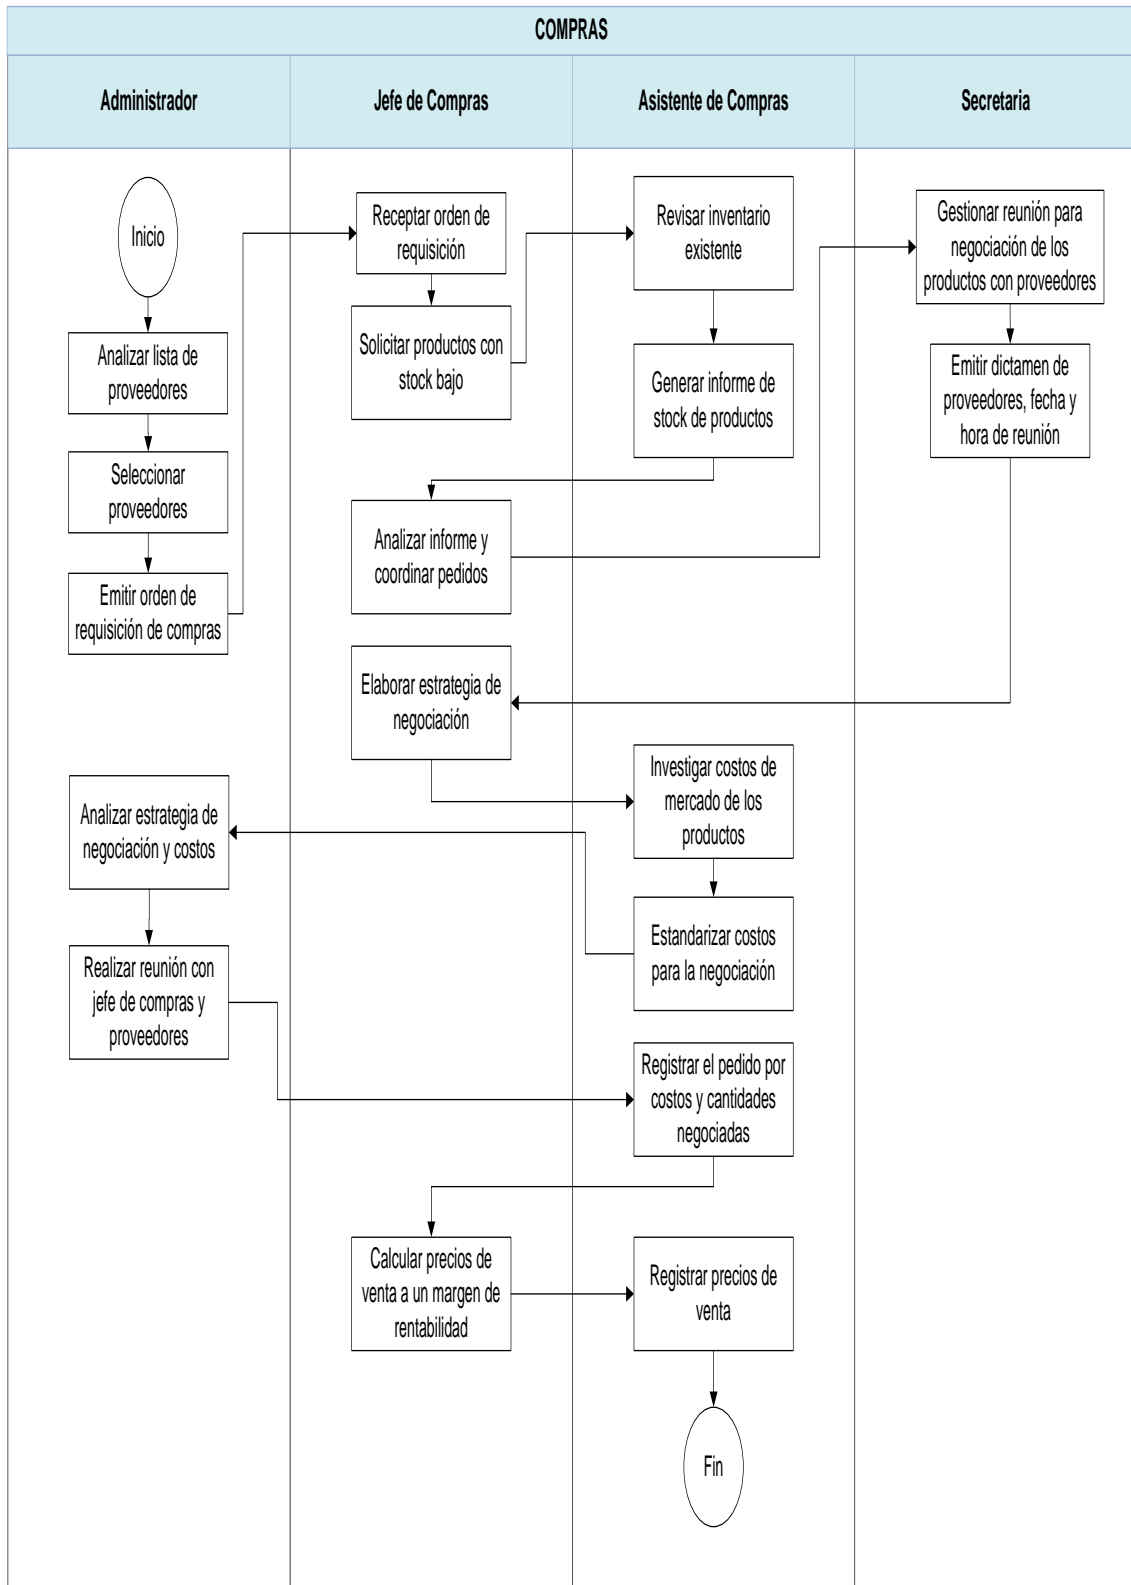 COMPRAS
Administrador
Jefe de Compras
Asistente de Compras
Secretaria
Inicio
Analizar lista de
proveedores
Seleccionar
proveedores
Emitir orden de
requisición de compras
Receptar orden de
requisición
Solicitar productos con
stock bajo
Revisar inventario
existente
Generar informe de
stock de productos
Analizar informe y
coordinar pedidos
Gestionar reunión para
negociación de los
productos con proveedores
Emitir dictamen de
proveedores, fecha y
hora de reunión
Elaborar estrategia de
negociación
Investigar costos de
mercado de los
productos
Estandarizar costos
para la negociación
Analizar estrategia de
negociación y costos
Realizar reunión con
jefe de compras y
proveedores
Registrar el pedido por
costos y cantidades
negociadas
Calcular precios de
venta a un margen de
rentabilidad
Registrar precios de
venta
Fin